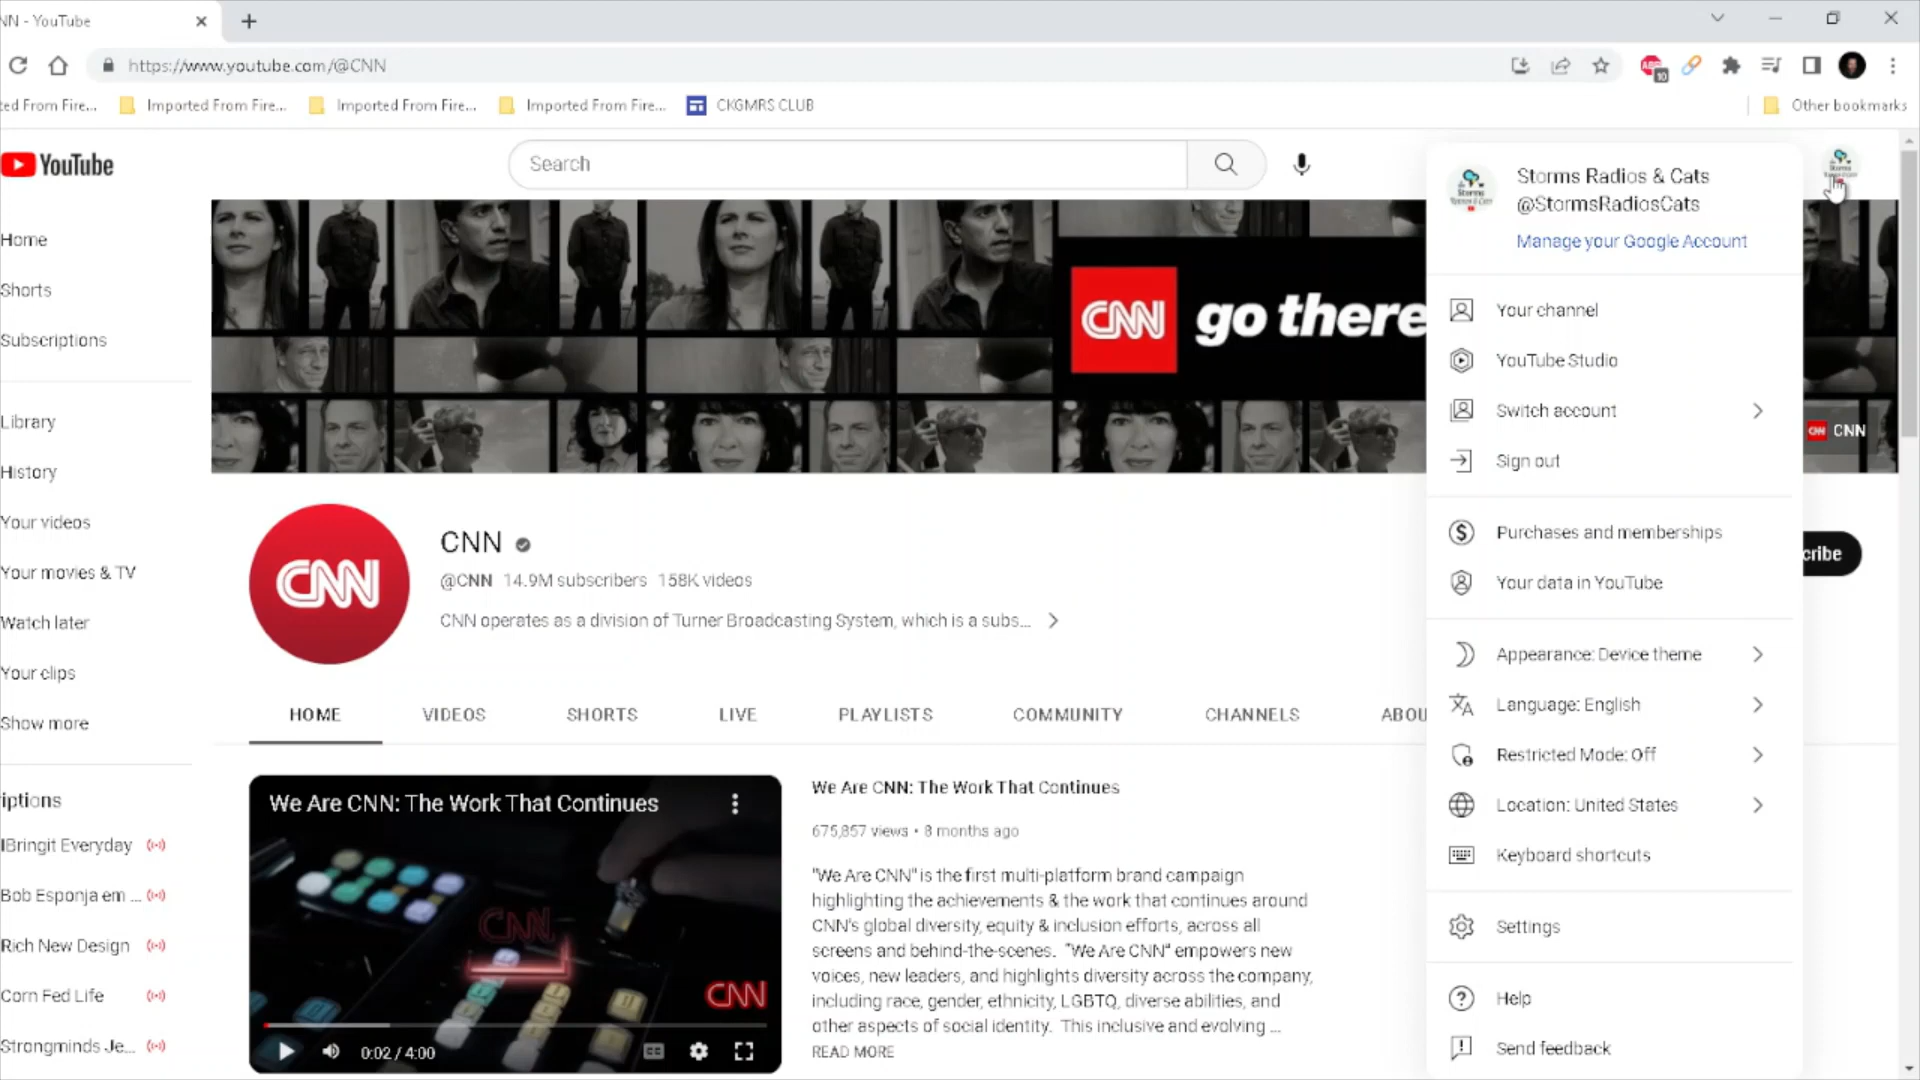 NN - YouTube
https://www.youtube.com/@CNN
ABP
10
ed From Fire...
Imported From Fire...
Imported From Fire...
Imported From Fire...
CKGMRS CLUB
Other bookmarks
YouTube
Search
Home
Shorts
Subscriptions
Library
History
Your videos
Your movies & TV
Watch later
Your clips
Show more
iptions
IBringit Everyday
Bob Esponja em ...
Rich New Design
Corn Fed Life
Strongminds Je...
CNN
go there
CNN
CNN
CNN
CNN
@CNN 14.9M subscribers 158K videos
CNN operates as a division of Turner Broadcasting System, which is a subs...
cribe
HOME
VIDEOS
SHORTS
LIVE
PLAYLISTS
COMMUNITY
CHANNELS
ABOU
We Are CNN: The Work That Continues
CNN
CNN
0:02 / 4:00
CC
We Are CNN: The Work That Continues
675,857 views • 8 months ago
"We Are CNN" is the first multi-platform brand campaign
highlighting the achievements & the work that continues around
CNN's global diversity, equity & inclusion efforts, across all
screens and behind-the-scenes. "We Are CNN" empowers new
voices, new leaders, and highlights diversity across the company,
including race, gender, ethnicity, LGBTQ, diverse abilities, and
other aspects of social identity. This inclusive and evolving ...
READ MORE
Storms Radios & Cats
@StormsRadiosCats
Manage your Google Account
Your channel
YouTube Studio
Switch account
Sign out
Purchases and memberships
Your data in YouTube
Appearance: Device theme
Language: English
Restricted Mode: Off
Location: United States
Keyboard shortcuts
Settings
Help
Send feedback